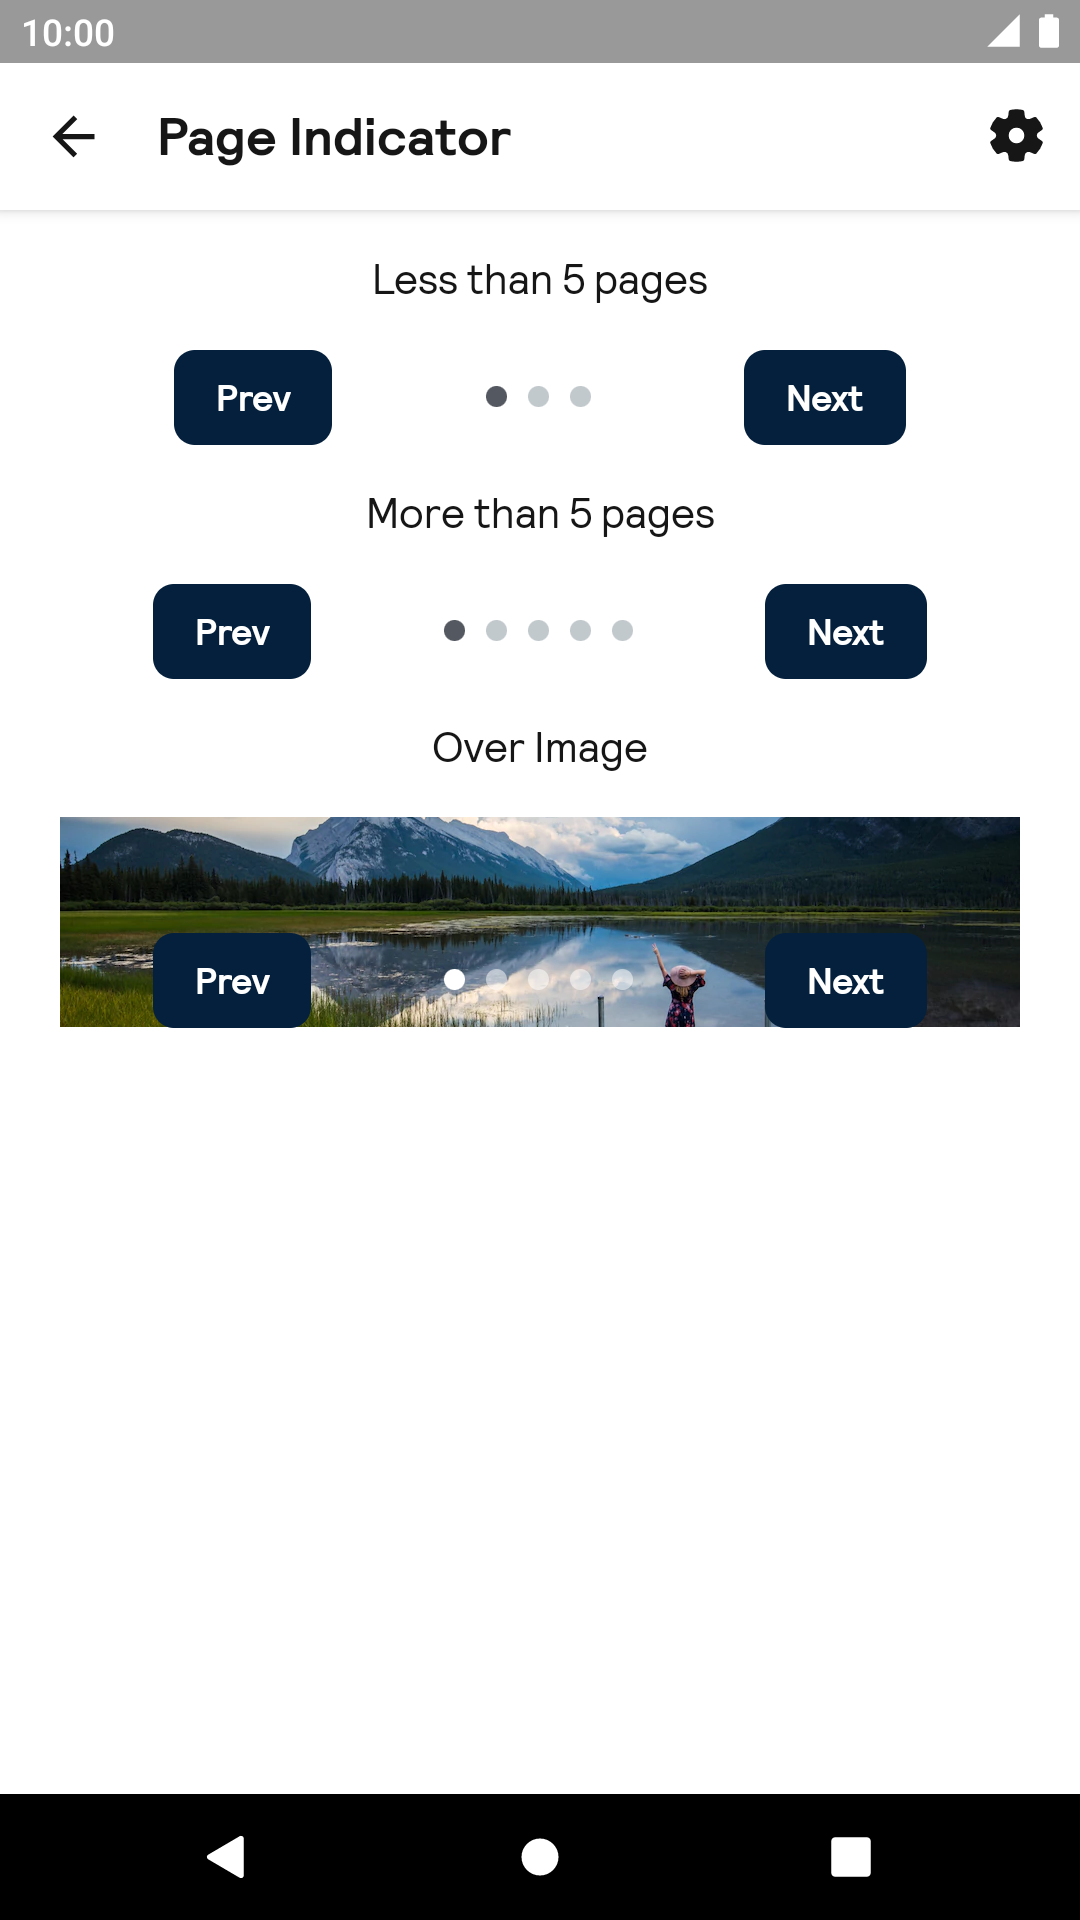 10:00
Page Indicator
Less than 5 pages
Prev
Next
More than 5 pages
Prev
Next
Over Image
Prev
Next